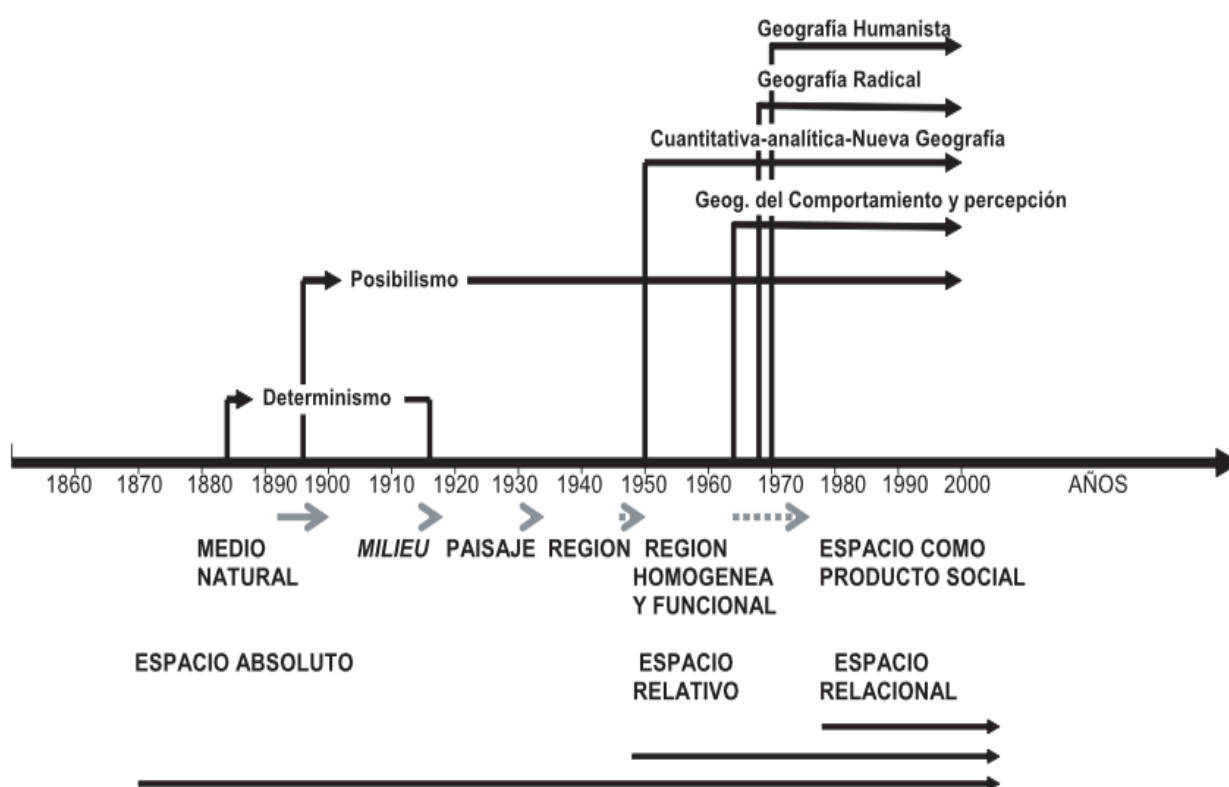 Geografía Humanista
Geografía Radical
Cuantitativa-analítica-Nueva Geografía
Geog. del Comportamiento y percepción
Posibilismo
Determinismo
1860 1870 1880 1890 1900 1910 1920 1930 1940 1950 1960 1970 1980 1990 2000 AÑOS
MEDIO
NATURAL
MILIEU
PAISAJE
REGION
REGION
HOMOGENEA
Y FUNCIONAL
ESPACIO COMO
PRODUCTO SOCIAL
ESPACIO ABSOLUTO
ESPACIO
RELATIVO
ESPACIO
RELACIONAL